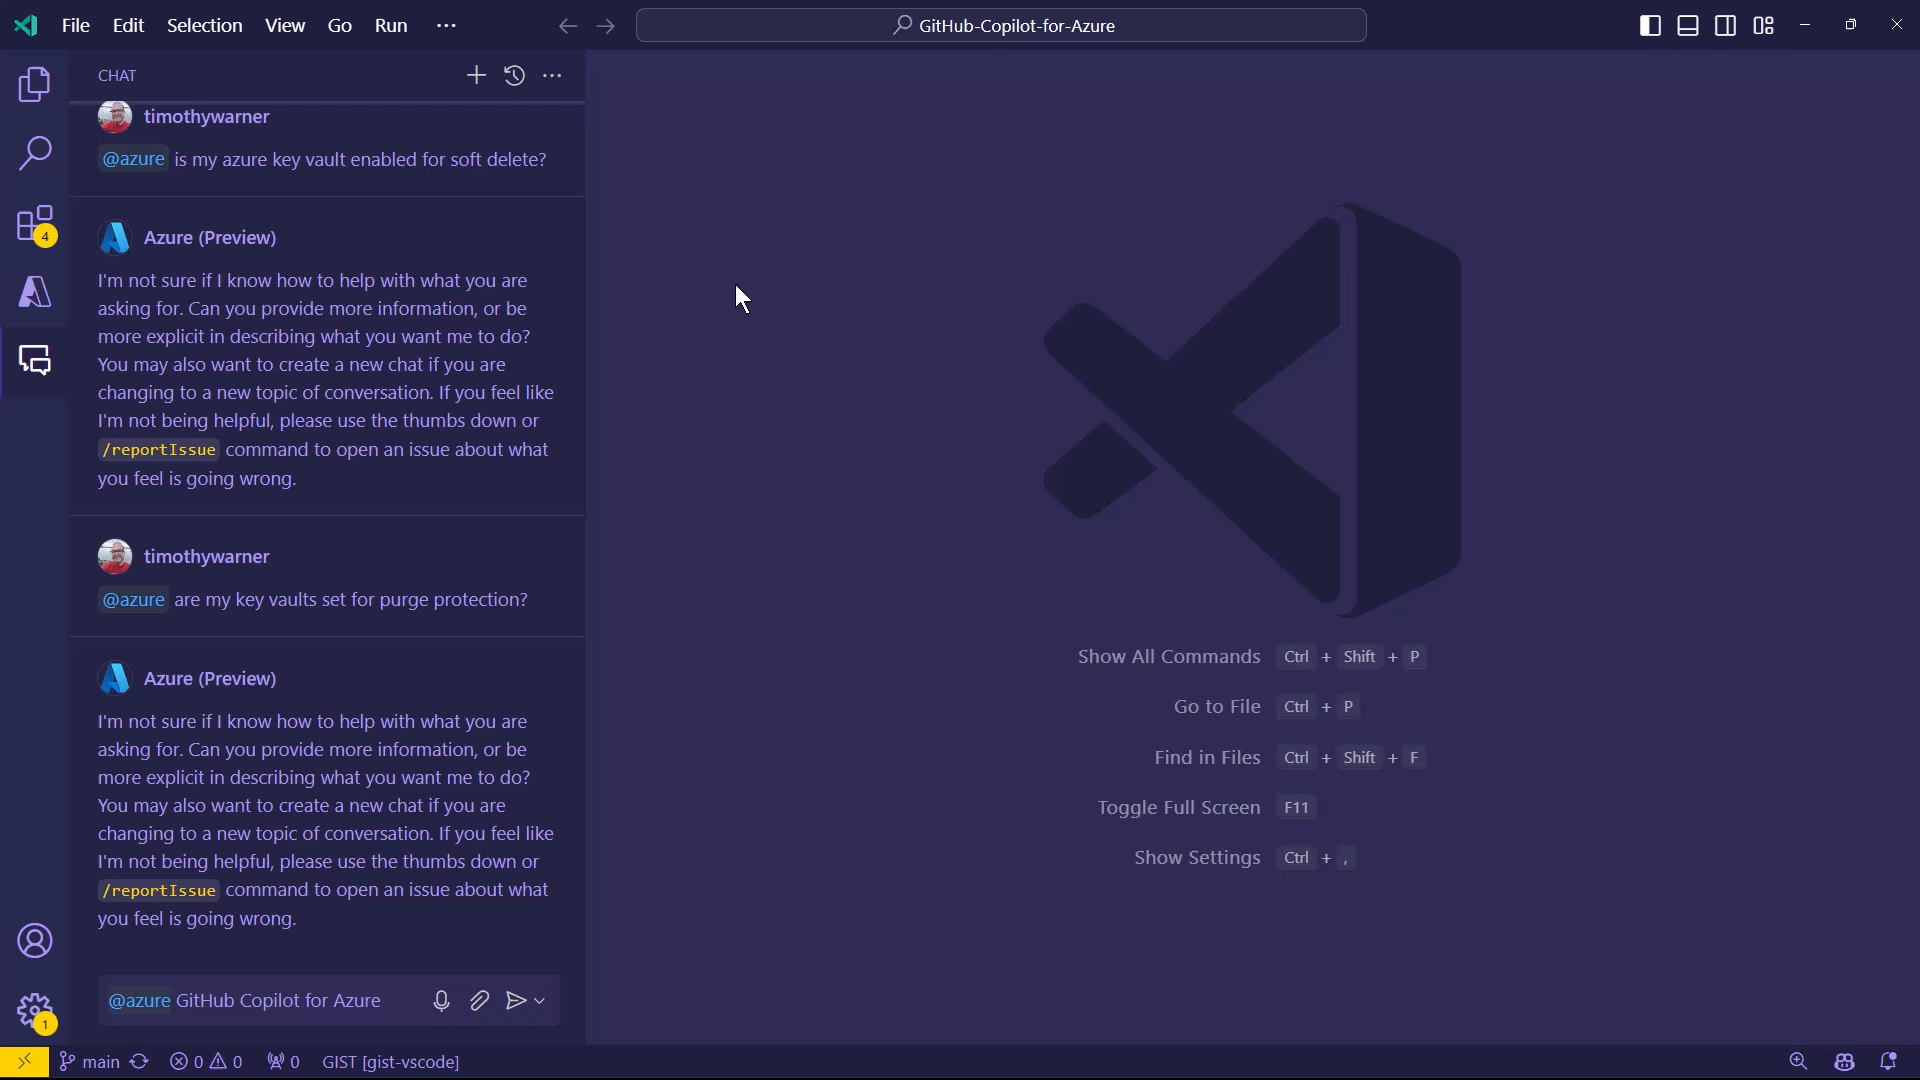 File Edit Selection View Go Run ···
GitHub-Copilot-for-Azure
CHAT
timothywarner
@azure is my azure key vault enabled for soft delete?
Azure (Preview)
I'm not sure if I know how to help with what you are
asking for. Can you provide more information, or be
more explicit in describing what you want me to do?
You may also want to create a new chat if you are
changing to a new topic of conversation. If you feel like
I'm not being helpful, please use the thumbs down or
/reportIssue command to open an issue about what
you feel is going wrong.
timothywarner
@azure are my key vaults set for purge protection?
Azure (Preview)
I'm not sure if I know how to help with what you are
asking for. Can you provide more information, or be
more explicit in describing what you want me to do?
You may also want to create a new chat if you are
changing to a new topic of conversation. If you feel like
I'm not being helpful, please use the thumbs down or
/reportIssue command to open an issue about what
you feel is going wrong.
@azure GitHub Copilot for Azure
4
1
Show All Commands Ctrl + Shift + P
Go to File Ctrl + P
Find in Files Ctrl + Shift + F
Toggle Full Screen F11
Show Settings Ctrl + ,
main 0 0 0 GIST [gist-vscode]